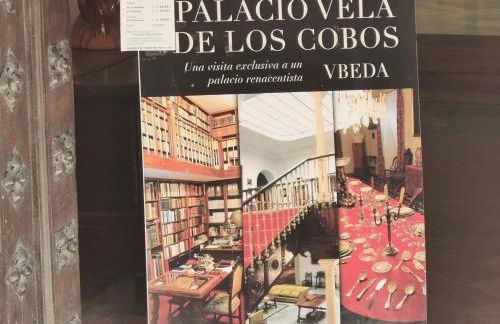 PALACIO VELA
DE LOS COBOS
Una visita exclusiva a un
palacio renacentista
VBEDA